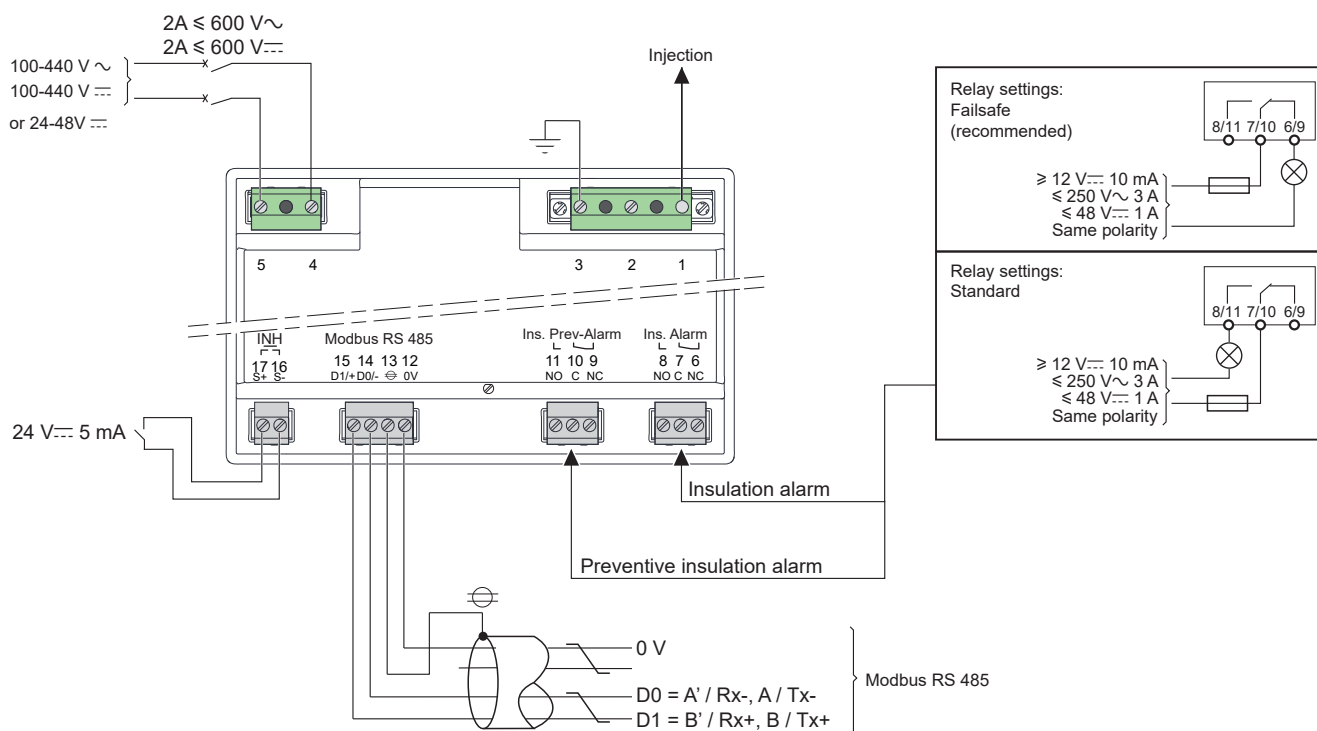 2A ⩽ 600 V∿
2A ⩽ 600 V⎓
100-440 V ∿
100-440 V ⎓
or 24-48V ⎓
Injection
5 4 3 2 1
INH
17 16
S+ S-
Modbus RS 485
15 14 13 12
D1/+ D0/- 0V
Ins. Prev-Alarm
11 10 9
NO C NC
Ins. Alarm
8 7 6
NO C NC
24 V⎓ 5 mA
Insulation alarm
Preventive insulation alarm
0 V
D0 = A' / Rx-, A / Tx-
D1 = B' / Rx+, B / Tx+
Modbus RS 485
Relay settings:
Failsafe
(recommended)
8/11 7/10 6/9
⩾ 12 V⎓ 10 mA
⩽ 250 V∿ 3 A
⩽ 48 V⎓ 1 A
Same polarity
Relay settings:
Standard
8/11 7/10 6/9
⩾ 12 V⎓ 10 mA
⩽ 250 V∿ 3 A
⩽ 48 V⎓ 1 A
Same polarity